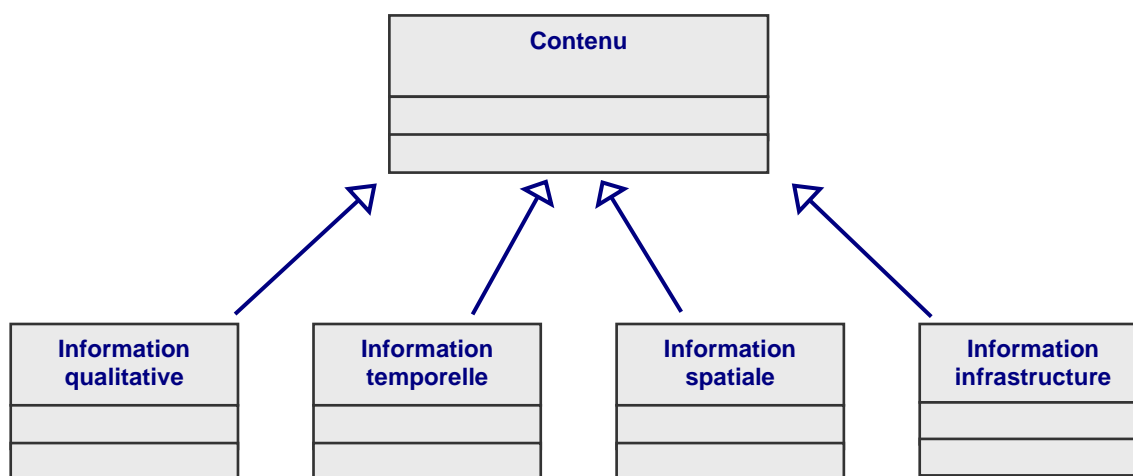 Contenu
Information
qualitative
Information
temporelle
Information
spatiale
Information
infrastructure